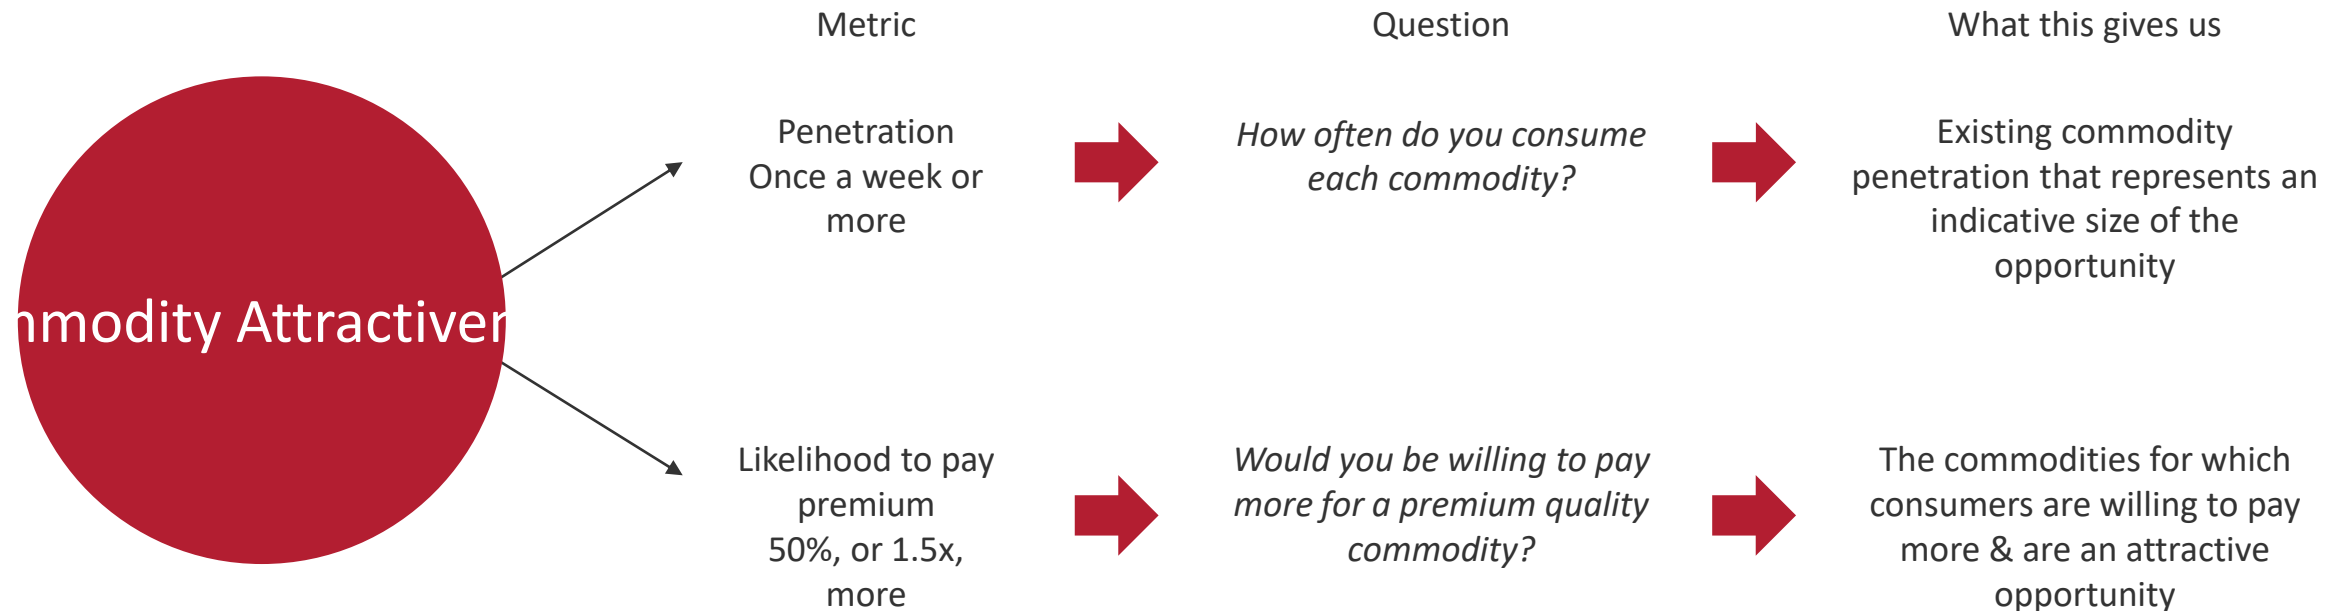 Metric
Question
What this gives us
Penetration
Once a week or
more
How often do you consume
each commodity?
Existing commodity
penetration that represents an
indicative size of the
opportunity
mmodity Attractiven
Likelihood to pay
premium
50%, or 1.5x,
more
Would you be willing to pay
more for a premium quality
commodity?
The commodities for which
consumers are willing to pay
more & are an attractive
opportunity